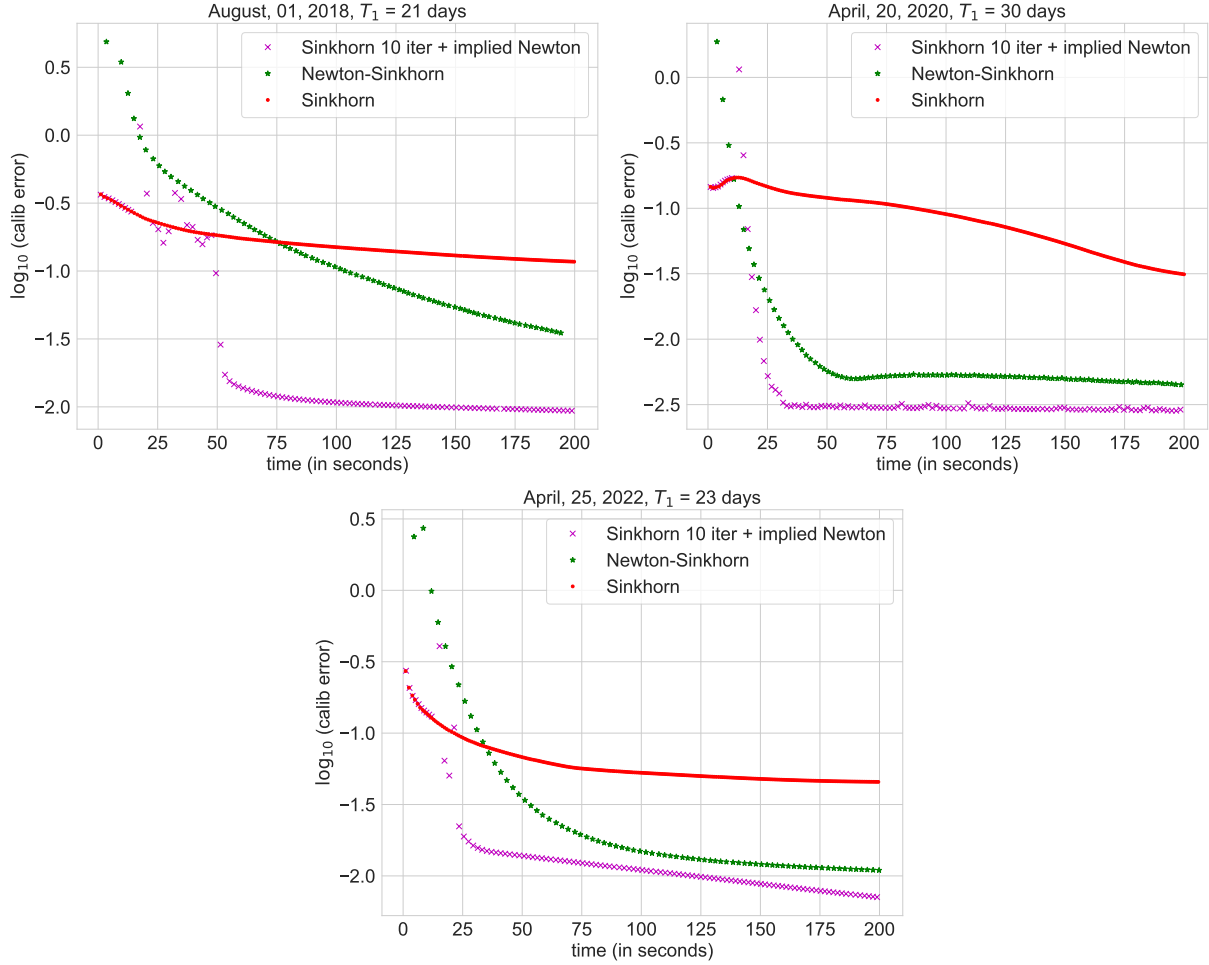 August, 01, 2018, T₁ = 21 days
Sinkhorn 10 iter + implied Newton
Newton-Sinkhorn
Sinkhorn
log₁₀ (calib error)
0.5
0.0
−0.5
−1.0
−1.5
−2.0
0 25 50 75 100 125 150 175 200
time (in seconds)
April, 20, 2020, T₁ = 30 days
Sinkhorn 10 iter + implied Newton
Newton-Sinkhorn
Sinkhorn
log₁₀ (calib error)
0.0
−0.5
−1.0
−1.5
−2.0
−2.5
0 25 50 75 100 125 150 175 200
time (in seconds)
April, 25, 2022, T₁ = 23 days
Sinkhorn 10 iter + implied Newton
Newton-Sinkhorn
Sinkhorn
log₁₀ (calib error)
0.5
0.0
−0.5
−1.0
−1.5
−2.0
0 25 50 75 100 125 150 175 200
time (in seconds)